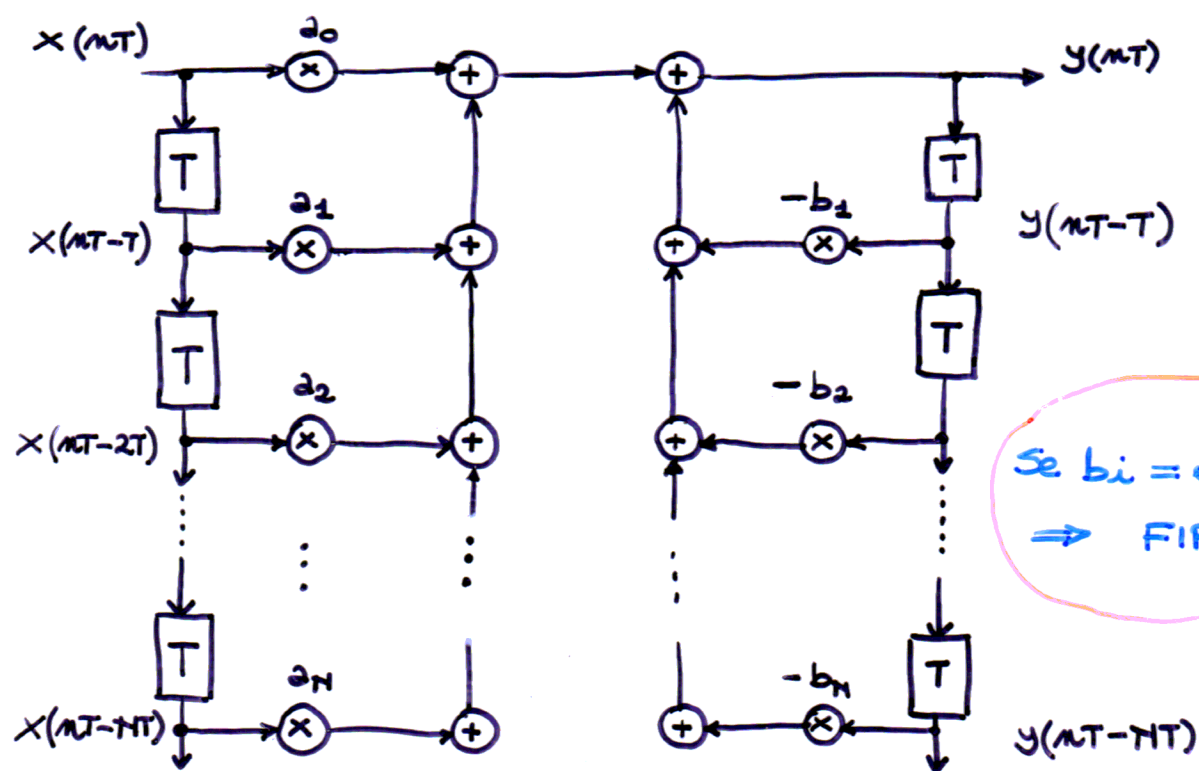 x(nT)
a0
+
+
y(nT)
T
T
x(nT-T)
a1
+
+
-b1
y(nT-T)
T
T
x(nT-2T)
a2
+
+
-b2
Se bi =
⇒ FIR
T
T
x(nT-NT)
aN
+
+
-bN
y(nT-NT)